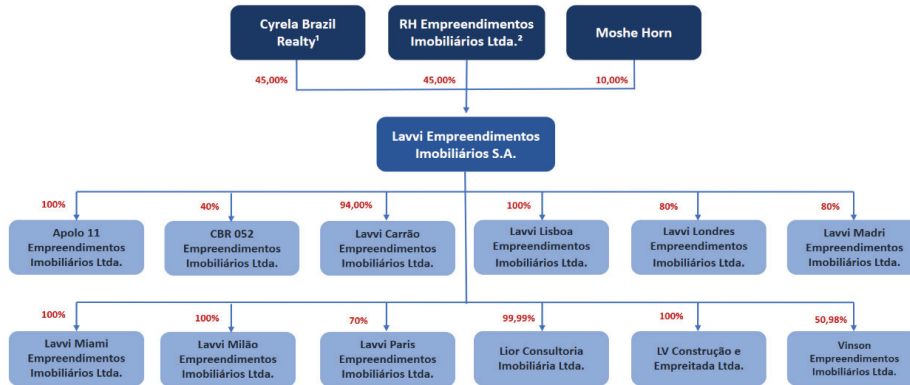 Cyrela Brazil
Realty¹
RH Empreendimentos
Imobiliários Ltda.²
Moshe Horn
45,00%
45,00%
10,00%
Lavvi Empreendimentos
Imobiliários S.A.
100%
40%
94,00%
100%
80%
80%
Apolo 11
Empreendimentos
Imobiliários Ltda.
CBR 052
Empreendimentos
Imobiliários Ltda.
Lavvi Carrão
Empreendimentos
Imobiliários Ltda.
Lavvi Lisboa
Empreendimentos
Imobiliários Ltda.
Lavvi Londres
Empreendimentos
Imobiliários Ltda.
Lavvi Madri
Empreendimentos
Imobiliários Ltda.
100%
100%
70%
99,99%
100%
50,98%
Lavvi Miami
Empreendimentos
Imobiliários Ltda.
Lavvi Milão
Empreendimentos
Imobiliários Ltda.
Lavvi Paris
Empreendimentos
Imobiliários Ltda.
Lior Consultoria
Imobiliária Ltda.
LV Construção e
Empreitada Ltda.
Vinson
Empreendimentos
Imobiliários Ltda.